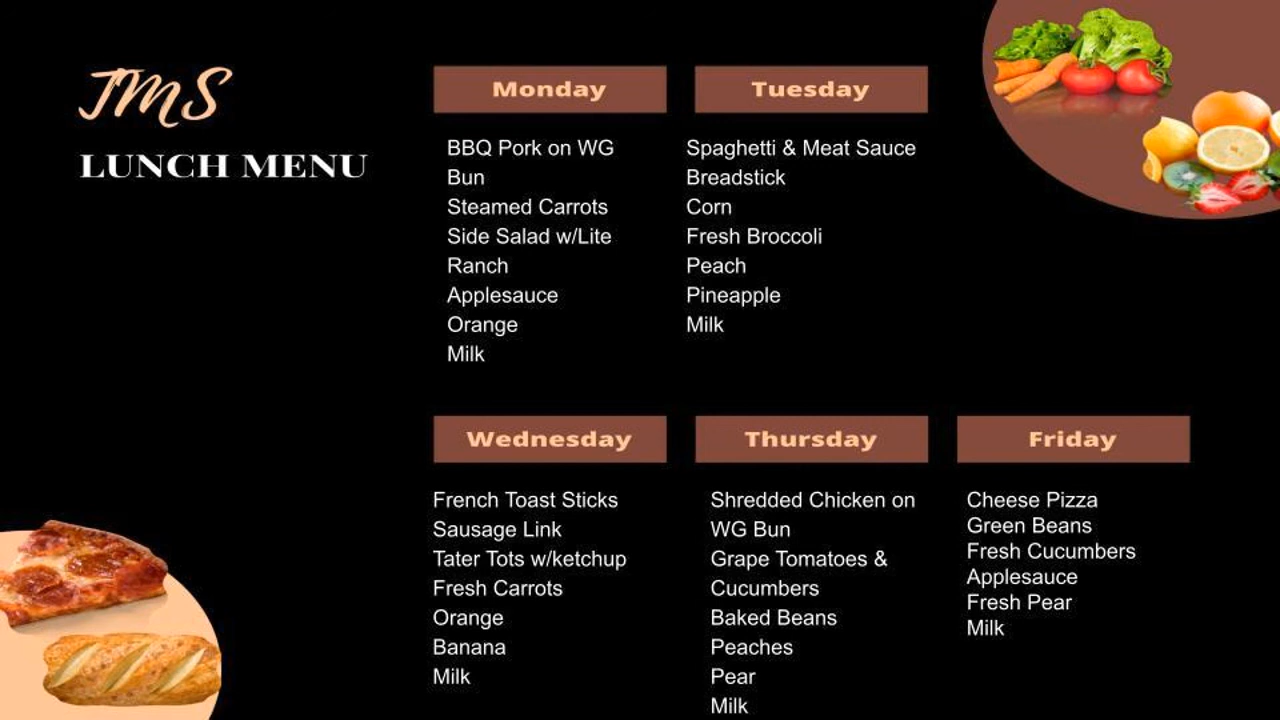 TMS
LUNCH MENU
Monday
BBQ Pork on WG
Bun
Steamed Carrots
Side Salad w/Lite
Ranch
Applesauce
Orange
Milk
Tuesday
Spaghetti & Meat Sauce
Breadstick
Corn
Fresh Broccoli
Peach
Pineapple
Milk
Wednesday
French Toast Sticks
Sausage Link
Tater Tots w/ketchup
Fresh Carrots
Orange
Banana
Milk
Thursday
Shredded Chicken on
WG Bun
Grape Tomatoes &
Cucumbers
Baked Beans
Peaches
Pear
Milk
Friday
Cheese Pizza
Green Beans
Fresh Cucumbers
Applesauce
Fresh Pear
Milk